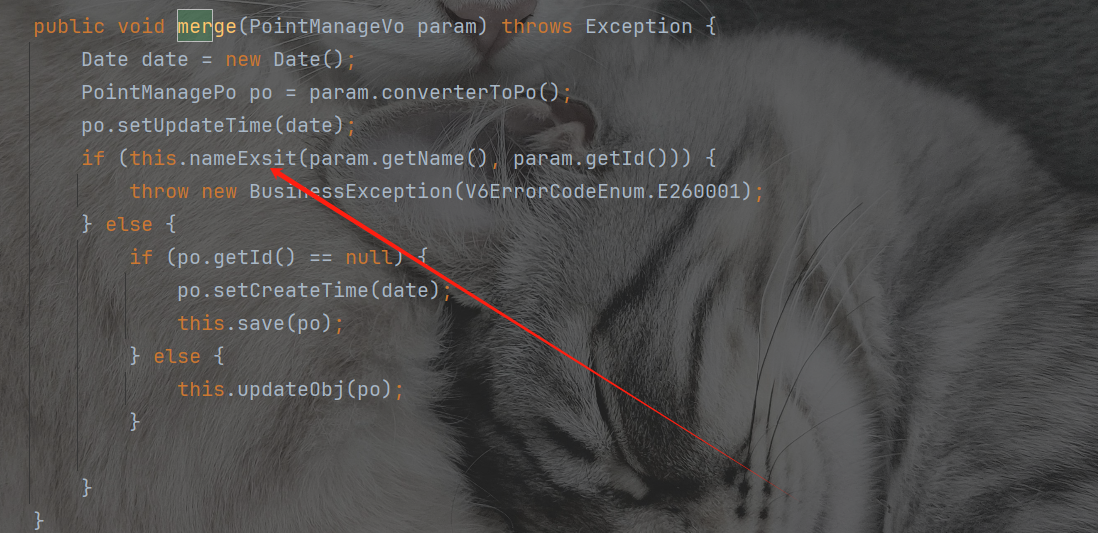 public void merge(PointManageVo param) throws Exception {
Date date = new Date();
PointManagePo po = param.converterToPo();
po.setUpdateTime(date);
if (this.nameExsit(param.getName(), param.getId())) {
throw new BusinessException(V6ErrorCodeEnum.E260001);
} else {
if (po.getId() == null) {
po.setCreateTime(date);
this.save(po);
} else {
this.updateObj(po);
}
}
}